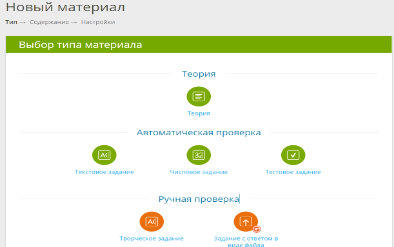 Новый материал
Тип → Содержание → Настройки
Выбор типа материала
Теория
Теория
Автоматическая проверка
Текстовое задание Числовое задание Тестовое задание
Ручная проверка
Творческое задание Задание с ответом в
виде файла